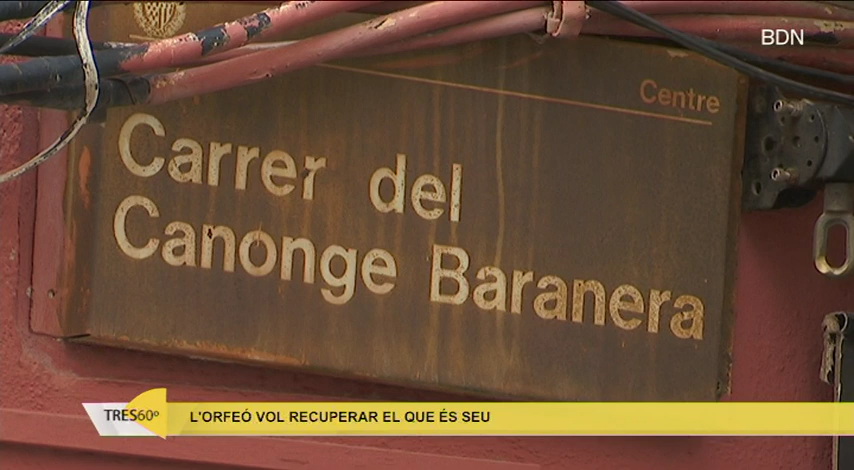 BDN
Centre
Carrer del
Canonge Baranera
TRES60º
L'ORFEÓ VOL RECUPERAR EL QUE ÉS SEU